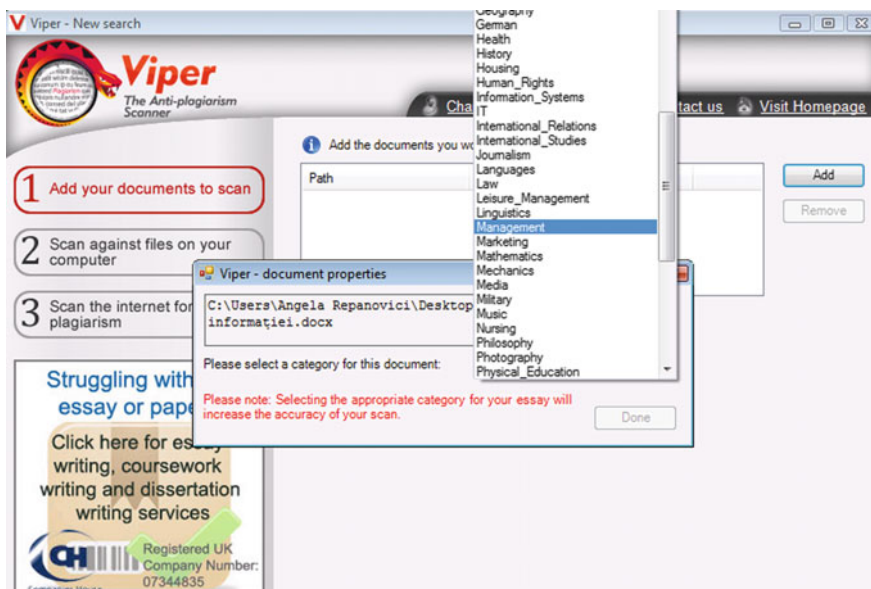 Viper - New search
Viper
The Anti-plagiarism
Scanner
Cha
tact us
Visit Homepage
Add the documents you wo
Path
Add
Remove
1 Add your documents to scan
2 Scan against files on your
computer
3 Scan the internet for
plagiarism
Viper - document properties
C:\Users\Angela Repanovici\Desktop
informației.docx
Please select a category for this document:
Please note: Selecting the appropriate category for your essay will
increase the accuracy of your scan.
Done
Geography
German
Health
History
Housing
Human_Rights
Information_Systems
IT
International_Relations
International_Studies
Journalism
Languages
Law
Leisure_Management
Linguistics
Management
Marketing
Mathematics
Mechanics
Media
Military
Music
Nursing
Philosophy
Photography
Physical_Education
Struggling with
essay or pape
Click here for essay
writing, coursework
writing and dissertation
writing services
CH
Registered UK
Company Number:
07344835